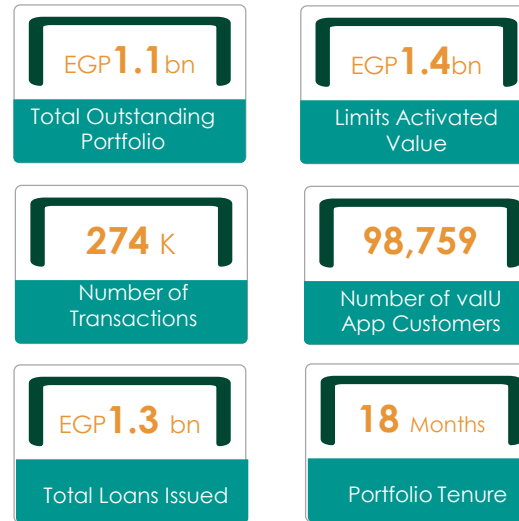 EGP1.1bn
Total Outstanding
Portfolio
EGP1.4bn
Limits Activated
Value
274 K
Number of
Transactions
98,759
Number of valU
App Customers
EGP1.3 bn
Total Loans Issued
18 Months
Portfolio Tenure